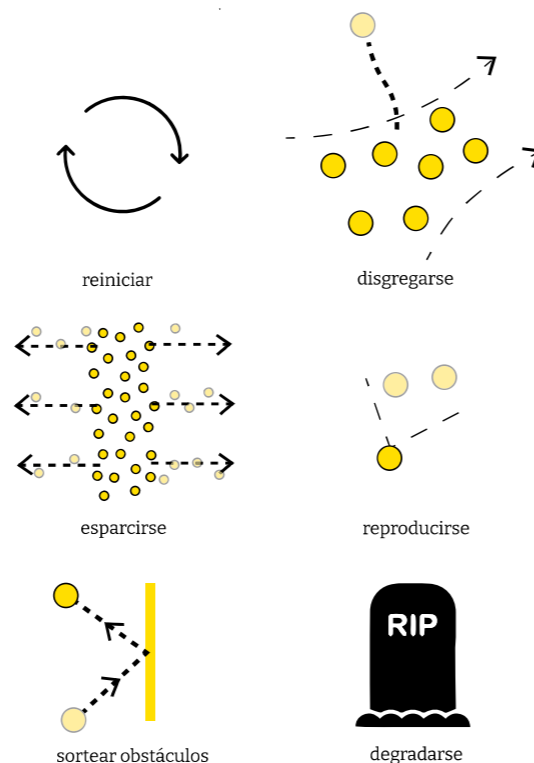 reiniciar
disgregarse
esparcirse
reproducirse
RIP
sortear obstáculos
degradarse